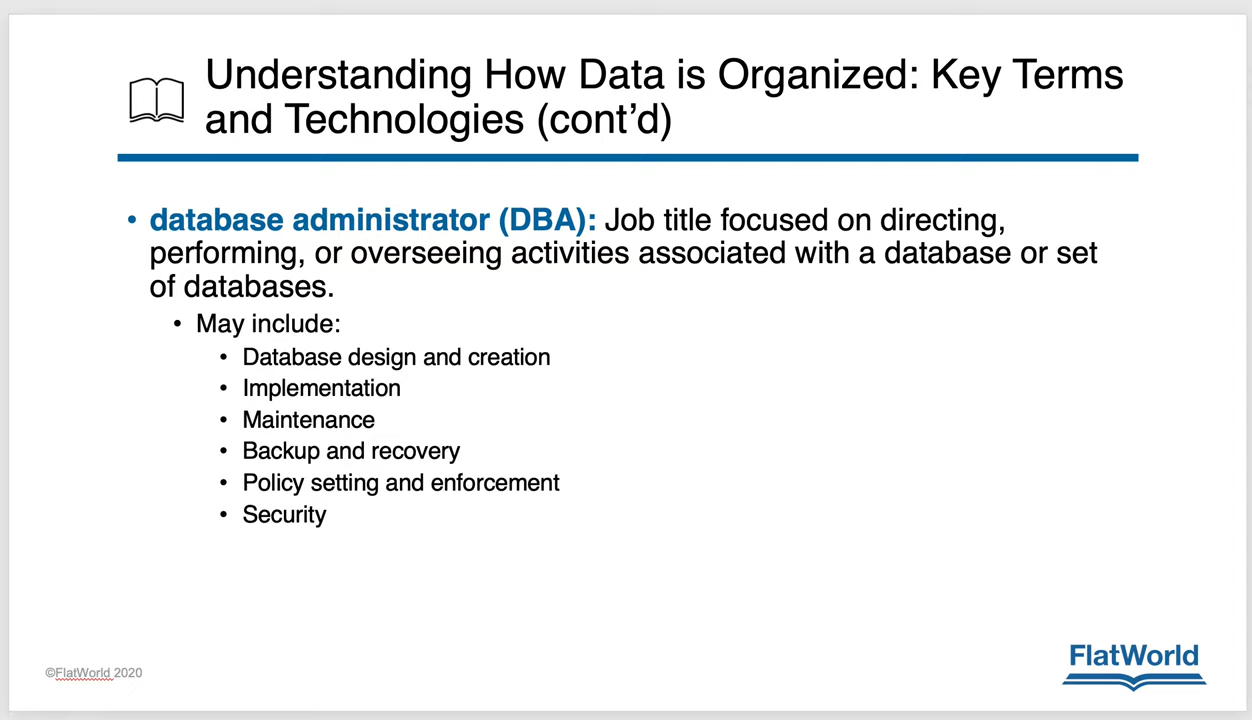 Understanding How Data is Organized: Key Terms
and Technologies (cont’d)
• database administrator (DBA): Job title focused on directing,
performing, or overseeing activities associated with a database or set
of databases.
• May include:
• Database design and creation
• Implementation
• Maintenance
• Backup and recovery
• Policy setting and enforcement
• Security
©FlatWorld 2020
FlatWorld